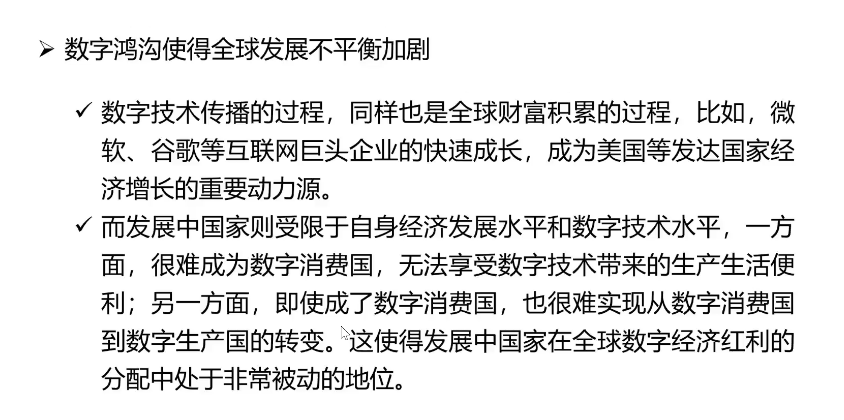 ➢ 数字鸿沟使得全球发展不平衡加剧
✓ 数字技术传播的过程，同样也是全球财富积累的过程，比如，微
软、谷歌等互联网巨头企业的快速成长，成为美国等发达国家经
济增长的重要动力源。
✓ 而发展中国家则受限于自身经济发展水平和数字技术水平，一方
面，很难成为数字消费国，无法享受数字技术带来的生产生活便
利；另一方面，即使成了数字消费国，也很难实现从数字消费国
到数字生产国的转变。这使得发展中国家在全球数字经济红利的
分配中处于非常被动的地位。